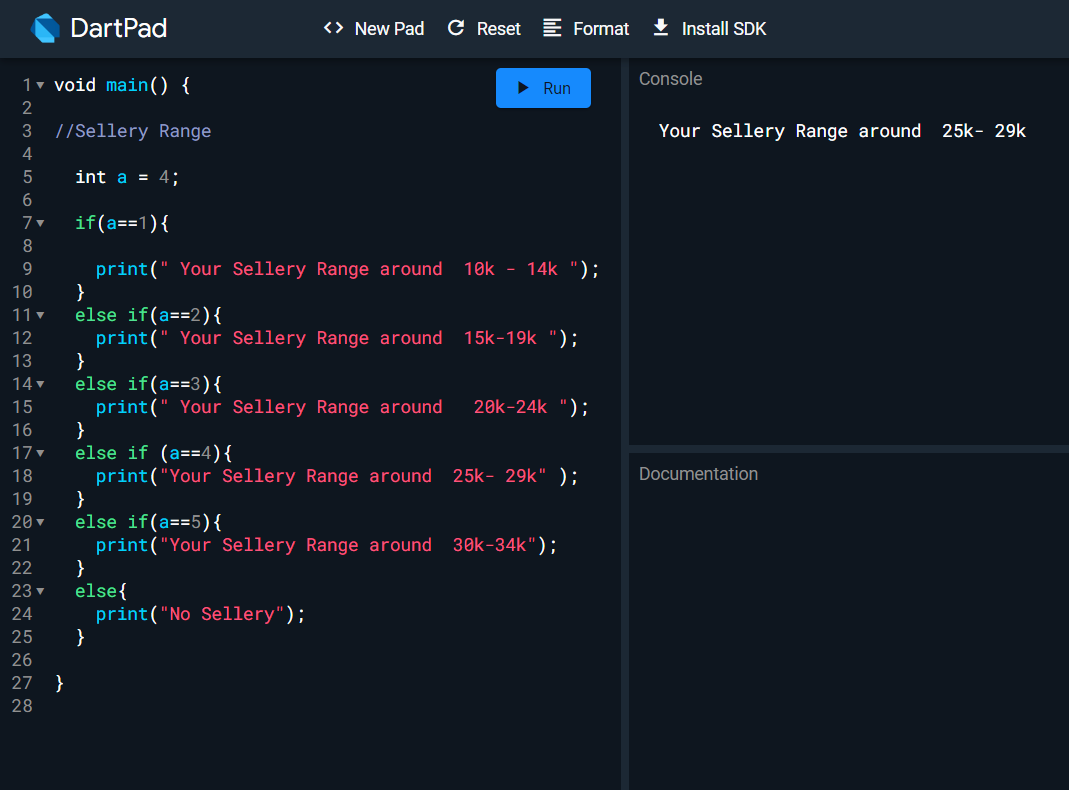 DartPad
<> New Pad Reset Format Install SDK
Run
1 void main() {
2
3 //Sellery Range
4
5   int a = 4;
6
7   if(a==1){
8
9     print(" Your Sellery Range around  10k - 14k ");
10   }
11   else if(a==2){
12     print(" Your Sellery Range around  15k-19k ");
13   }
14   else if(a==3){
15     print(" Your Sellery Range around   20k-24k ");
16   }
17   else if (a==4){
18     print("Your Sellery Range around  25k- 29k" );
19   }
20   else if(a==5){
21     print("Your Sellery Range around  30k-34k");
22   }
23   else{
24     print("No Sellery");
25   }
26
27 }
28
Console
Your Sellery Range around  25k- 29k
Documentation